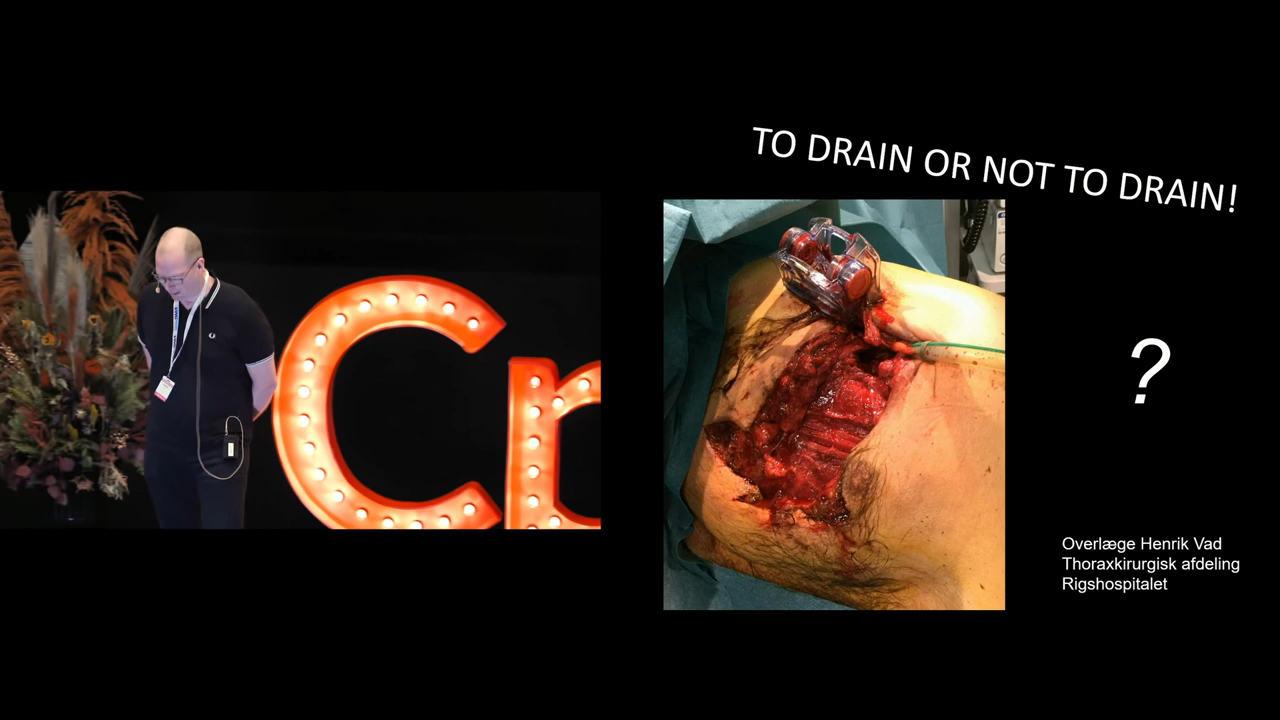 TO DRAIN OR NOT TO DRAIN!
?
Overlæge Henrik Vad
Thoraxkirurgisk afdeling
Rigshospitalet